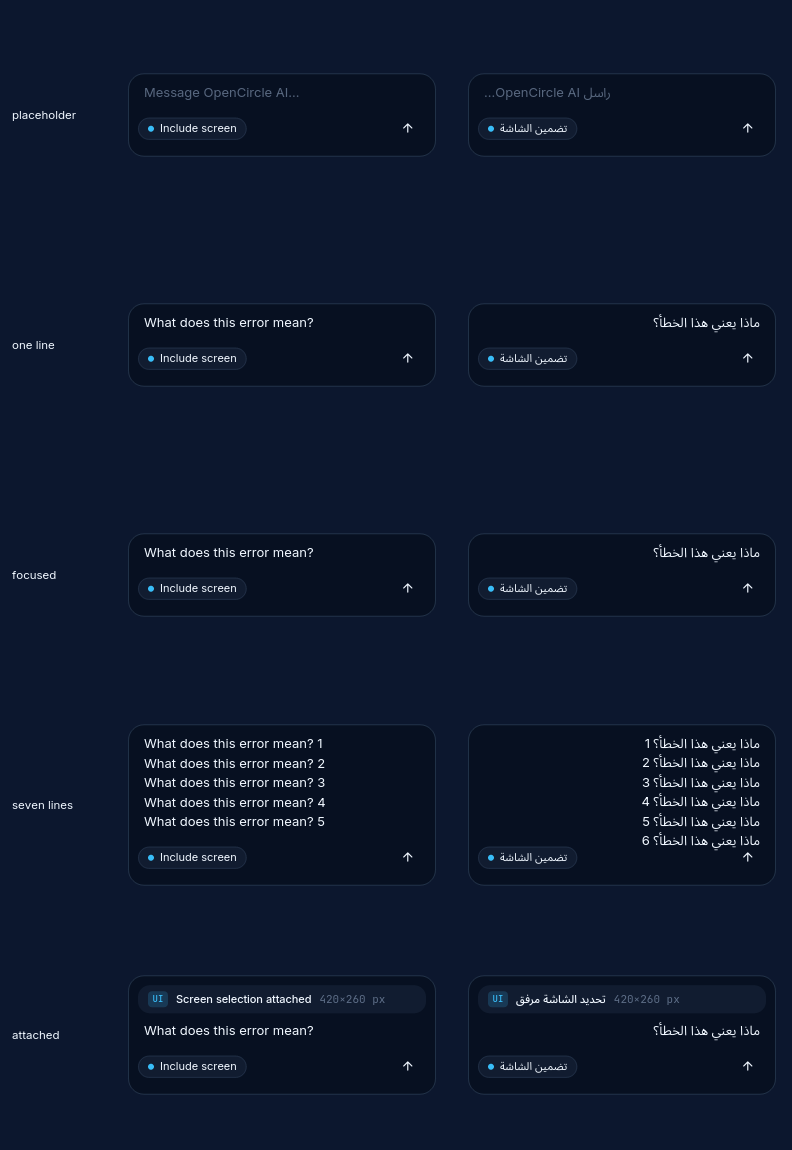 placeholder
Message OpenCircle AI...
راسل OpenCircle AI...
Include screen
تضمين الشاشة
one line
What does this error mean?
ماذا يعني هذا الخطأ؟
Include screen
تضمين الشاشة
focused
What does this error mean?
ماذا يعني هذا الخطأ؟
Include screen
تضمين الشاشة
seven lines
What does this error mean? 1
What does this error mean? 2
What does this error mean? 3
What does this error mean? 4
What does this error mean? 5
Include screen
ماذا يعني هذا الخطأ؟ 1
ماذا يعني هذا الخطأ؟ 2
ماذا يعني هذا الخطأ؟ 3
ماذا يعني هذا الخطأ؟ 4
ماذا يعني هذا الخطأ؟ 5
ماذا يعني هذا الخطأ؟ 6
تضمين الشاشة
attached
UI Screen selection attached 420×260 px
What does this error mean?
Include screen
UI تحديد الشاشة مرفق 420×260 px
ماذا يعني هذا الخطأ؟
تضمين الشاشة